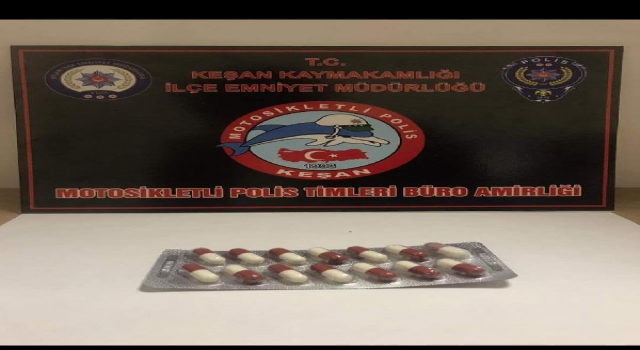 T.C.
KEŞAN KAYMAKAMLIĞI
İLÇE EMNİYET MÜDÜRLÜĞÜ
POLİS
MOTOSİKLETLİ POLİS
KEŞAN
MOTOSİKLETLİ POLİS TİMLERİ BÜRO AMİRLİĞİ